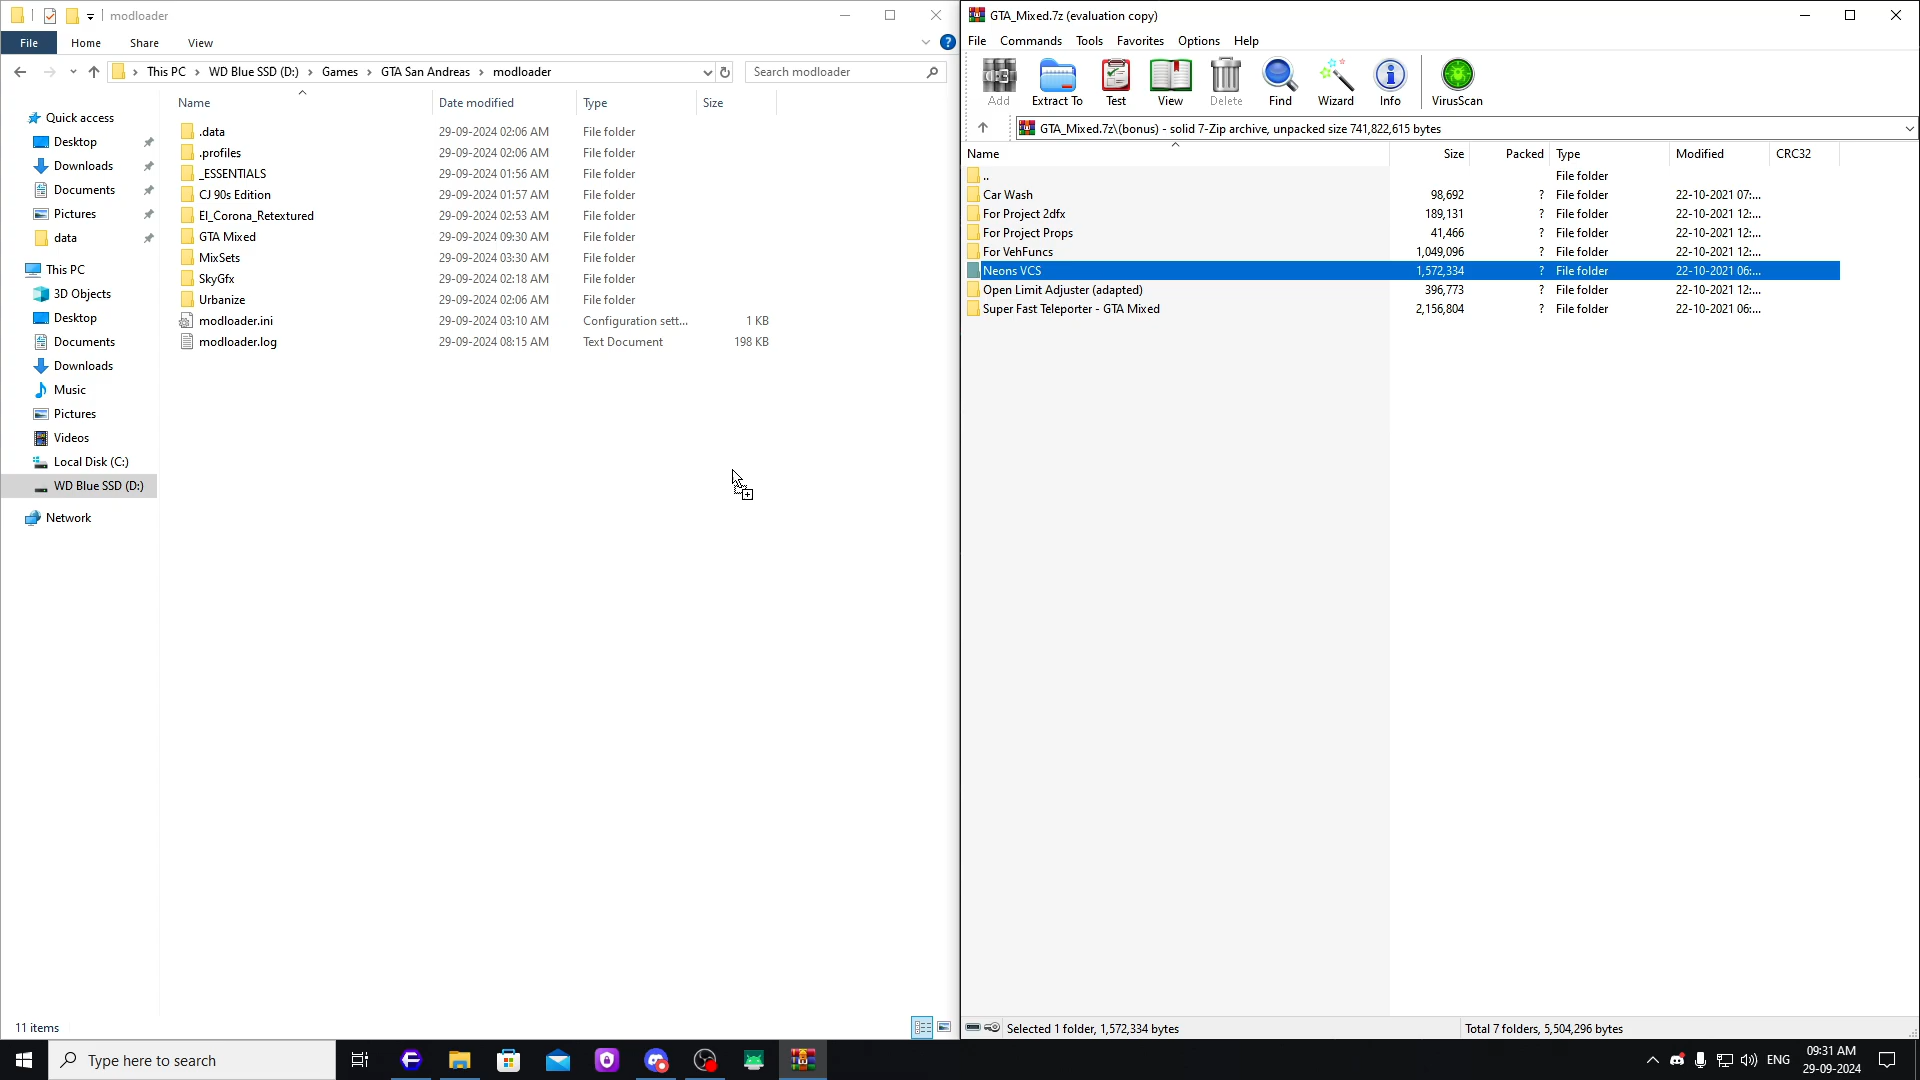 modloader
File Home Share View
This PC WD Blue SSD (D:) Games GTA San Andreas modloader
Search modloader
Name Date modified Type Size
Quick access
Desktop
Downloads
Documents
Pictures
data
This PC
3D Objects
Desktop
Documents
Downloads
Music
Pictures
Videos
Local Disk (C:)
WD Blue SSD (D:)
Network
.data 29-09-2024 02:06 AM File folder
.profiles 29-09-2024 02:06 AM File folder
_ESSENTIALS 29-09-2024 01:56 AM File folder
CJ 90s Edition 29-09-2024 01:57 AM File folder
El_Corona_Retextured 29-09-2024 02:53 AM File folder
GTA Mixed 29-09-2024 09:30 AM File folder
MixSets 29-09-2024 03:30 AM File folder
SkyGfx 29-09-2024 02:18 AM File folder
Urbanize 29-09-2024 02:06 AM File folder
modloader.ini 29-09-2024 03:10 AM Configuration sett... 1 KB
modloader.log 29-09-2024 08:15 AM Text Document 198 KB
11 items
GTA_Mixed.7z (evaluation copy)
File Commands Tools Favorites Options Help
Add Extract To Test View Delete Find Wizard Info VirusScan
GTA_Mixed.7z\(bonus) - solid 7-Zip archive, unpacked size 741,822,615 bytes
Name Size Packed Type Modified CRC32
.. File folder
Car Wash 98,692 ? File folder 22-10-2021 07:...
For Project 2dfx 189,131 ? File folder 22-10-2021 12:...
For Project Props 41,466 ? File folder 22-10-2021 12:...
For VehFuncs 1,049,096 ? File folder 22-10-2021 12:...
Neons VCS 1,572,334 ? File folder 22-10-2021 06:...
Open Limit Adjuster (adapted) 396,773 ? File folder 22-10-2021 12:...
Super Fast Teleporter - GTA Mixed 2,156,804 ? File folder 22-10-2021 06:...
Selected 1 folder, 1,572,334 bytes
Total 7 folders, 5,504,296 bytes
Type here to search
ENG
09:31 AM
29-09-2024